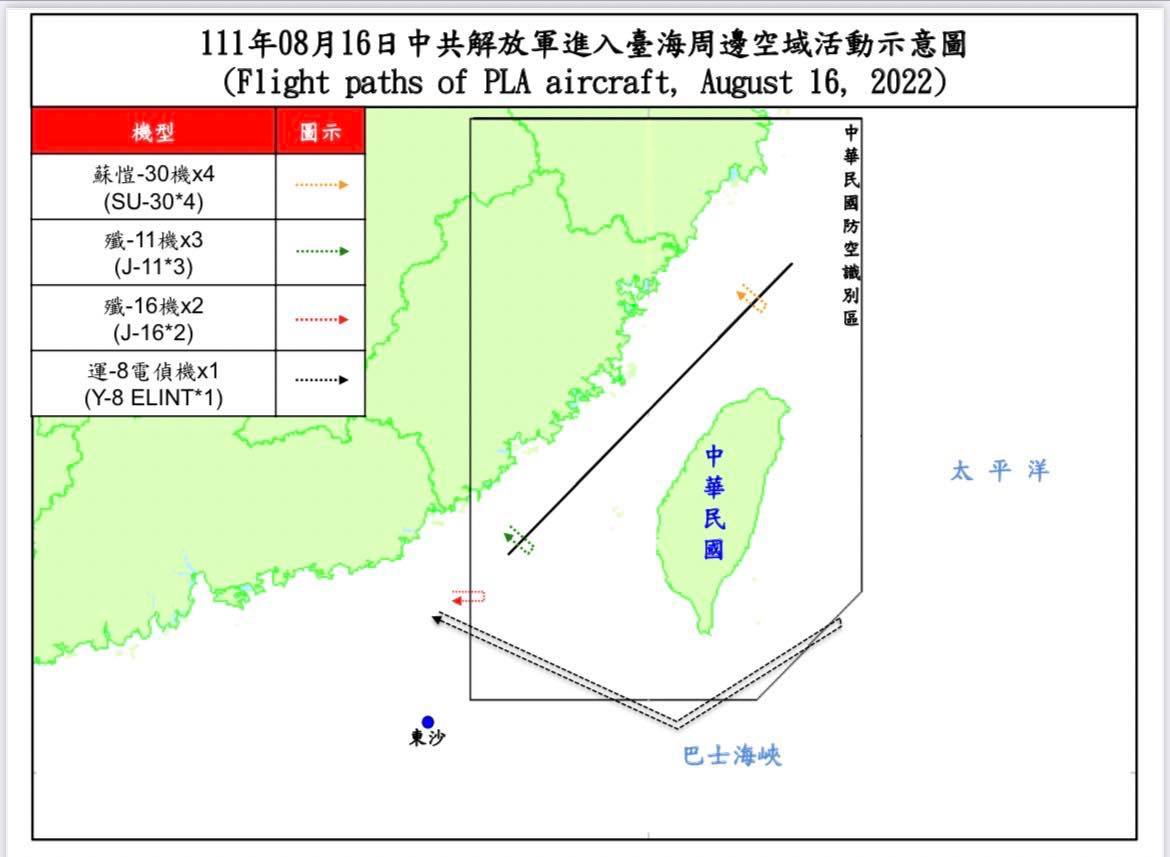 111年08月16日中共解放軍進入臺海周邊空域活動示意圖
(Flight paths of PLA aircraft, August 16, 2022)
機型
圖示
蘇愷-30機x4
(SU-30*4)
殲-11機x3
(J-11*3)
殲-16機x2
(J-16*2)
運-8電偵機x1
(Y-8 ELINT*1)
中華民國防空識別區
中華民國
太平洋
東沙
巴士海峽